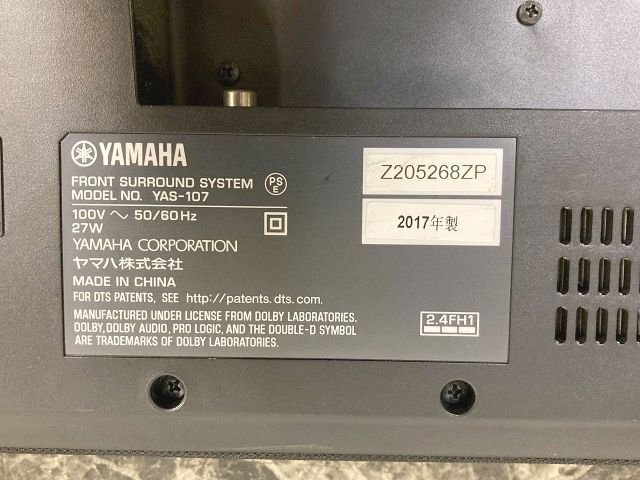 YAMAHA
Z205268ZP
FRONT SURROUND SYSTEM
PS
E
MODEL NO. YAS-107
100V ～ 50/60Hz
2017年製
27W
YAMAHA CORPORATION
ヤマハ株式会社
MADE IN CHINA
FOR DTS PATENTS, SEE http://patents.dts.com.
MANUFACTURED UNDER LICENSE FROM DOLBY LABORATORIES.
2.4FH1
DOLBY,DOLBY AUDIO, PRO LOGIC, AND THE DOUBLE-D SYMBOL
ARE TRADEMARKS OF DOLBY LABORATORIES.